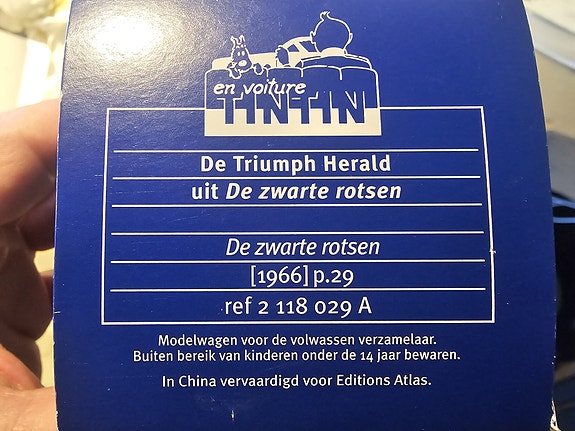 en voiture
TINTIN
De Triumph Herald
uit De zwarte rotsen
De zwarte rotsen
[1966] p.29
ref 2 118 029 A
Modelwagen voor de volwassen verzamelaar.
Buiten bereik van kinderen onder de 14 jaar bewaren.
In China vervaardigd voor Editions Atlas.